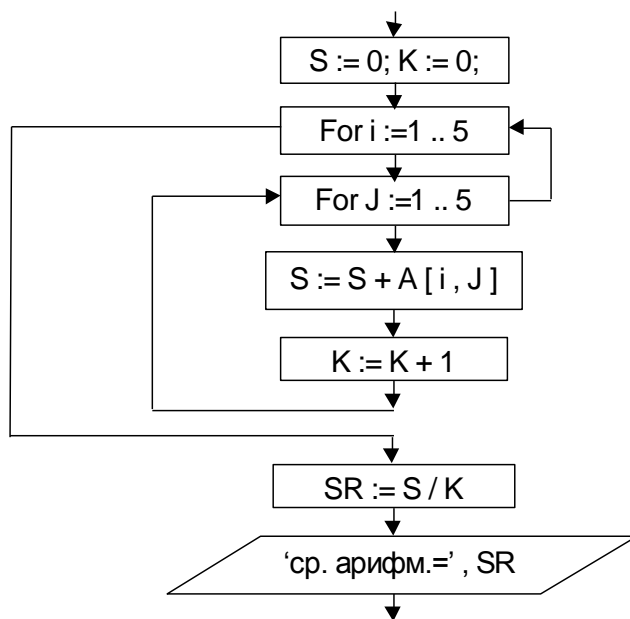 S := 0; K := 0;
For i :=1 .. 5
For J :=1 .. 5
S := S + A [ i , J ]
K := K + 1
SR := S / K
‘ср. арифм.=’ , SR